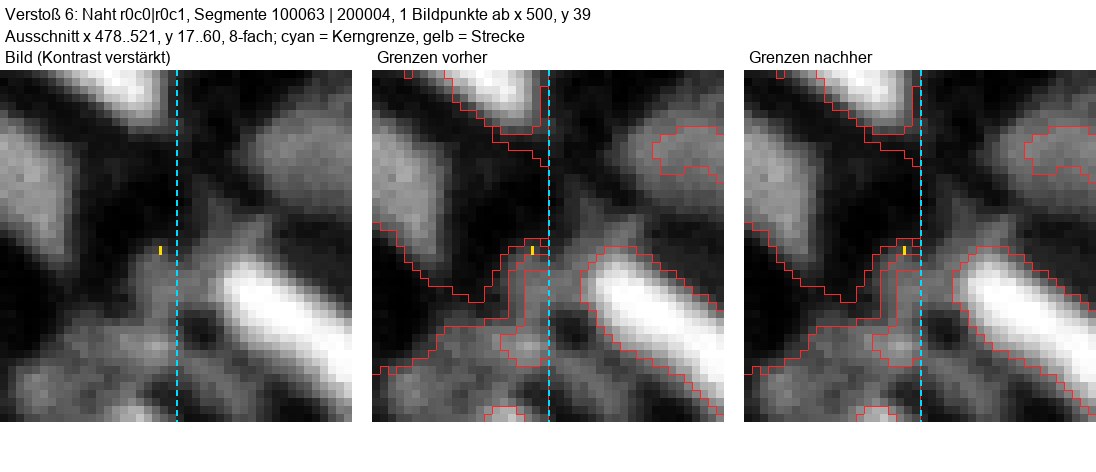 Verstoß 6: Naht r0c0|r0c1, Segmente 100063 | 200004, 1 Bildpunkte ab x 500, y 39
Ausschnitt x 478..521, y 17..60, 8-fach; cyan = Kerngrenze, gelb = Strecke
Bild (Kontrast verstärkt) Grenzen vorher Grenzen nachher